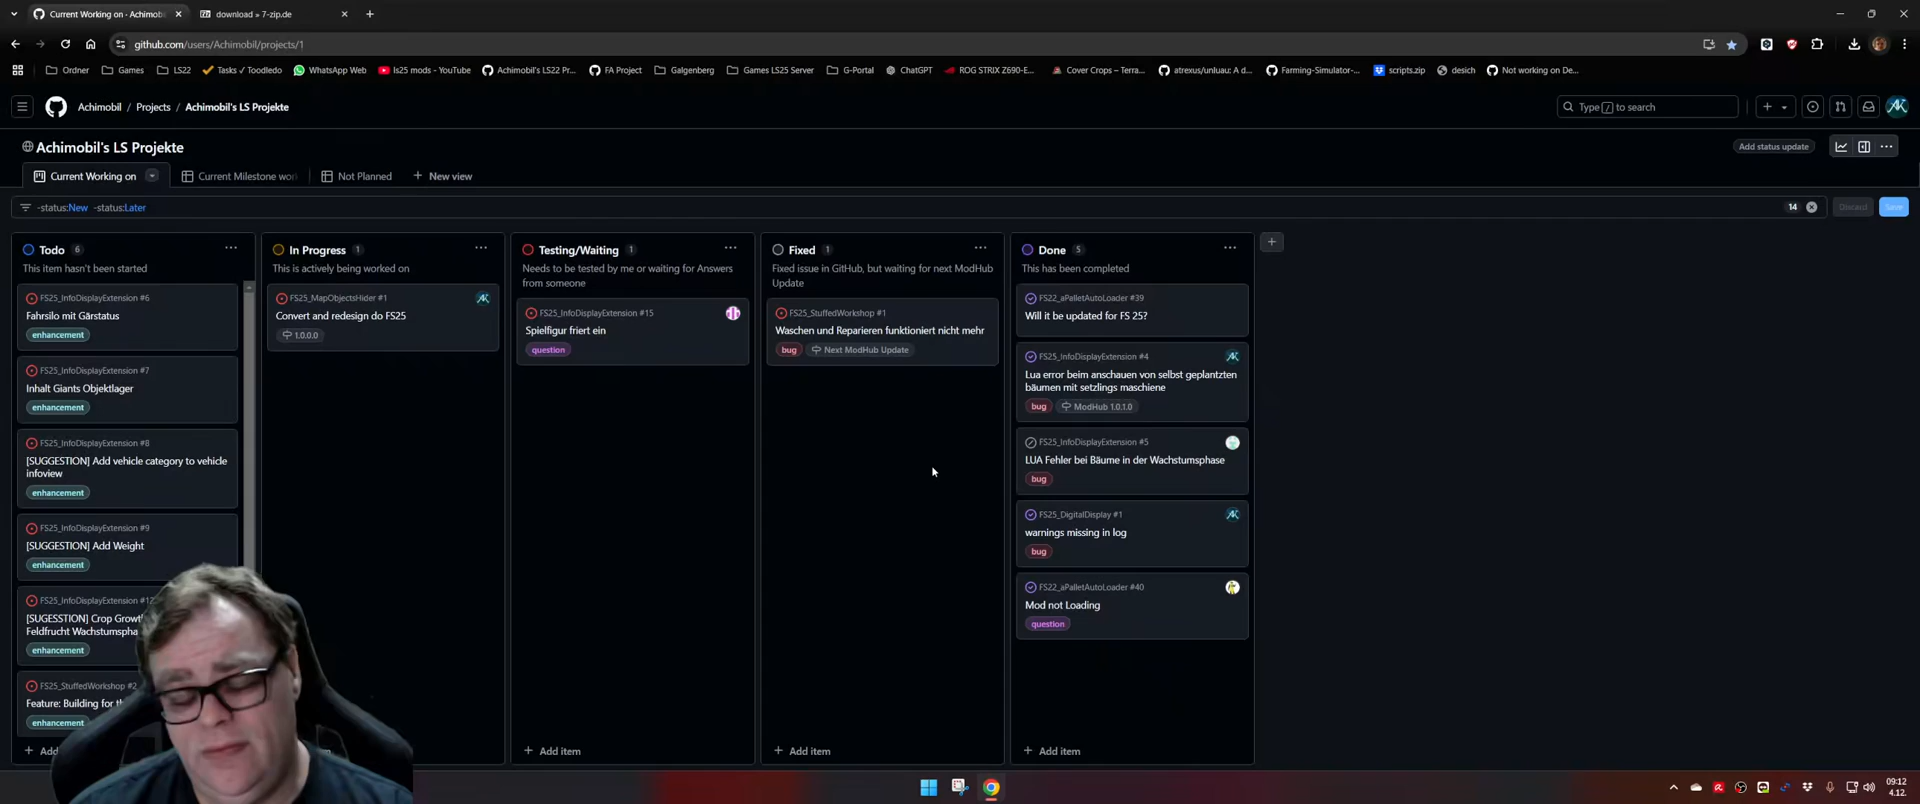 Current Working on - Achimob
download » 7-zip.de
github.com/users/Achimobil/projects/1
Ordner
Games
LS22
Tasks ✓ Toodledo
WhatsApp Web
ls25 mods - YouTube
Achimobil's LS22 Pr...
FA Project
Galgenberg
Games LS25 Server
G-Portal
ChatGPT
ROG STRIX Z690-E...
Cover Crops – Terra...
atrexus/unluau: A d...
Farming-Simulator-...
scripts.zip
desich
Not working on De...
Achimobil / Projects / Achimobil's LS Projekte
Type / to search
Achimobil's LS Projekte
Add status update
Current Working on
Current Milestone wor
Not Planned
New view
-status:New -status:Later
14
Discard
Save
Todo 6
This item hasn't been started
FS25_InfoDisplayExtension #6
Fahrsilo mit Gärstatus
enhancement
FS25_InfoDisplayExtension #7
Inhalt Giants Objektlager
enhancement
FS25_InfoDisplayExtension #8
[SUGGESTION] Add vehicle category to vehicle
infoview
enhancement
FS25_InfoDisplayExtension #9
[SUGGESTION] Add Weight
enhancement
FS25_InfoDisplayExtension
[SUGESSTION] Crop Growt
Feldfrucht Wachstumspha
enhancement
FS25_StuffedWorkshop #2
Feature: Building for th
enhancement
Add
In Progress 1
This is actively being worked on
FS25_MapObjectsHider #1
Convert and redesign do FS25
1.0.0.0
Testing/Waiting 1
Needs to be tested by me or waiting for Answers
from someone
FS25_InfoDisplayExtension #15
Spielfigur friert ein
question
Add item
Fixed 1
Fixed issue in GitHub, but waiting for next ModHub
Update
FS25_StuffedWorkshop #1
Waschen und Reparieren funktioniert nicht mehr
bug
Next ModHub Update
Add item
Done 5
This has been completed
FS22_aPalletAutoLoader #39
Will it be updated for FS 25?
FS25_InfoDisplayExtension #4
Lua error beim anschauen von selbst geplantzten
bäumen mit setzlings maschiene
bug
ModHub 1.0.1.0
FS25_InfoDisplayExtension #5
LUA Fehler bei Bäume in der Wachstumsphase
bug
FS25_DigitalDisplay #1
warnings missing in log
bug
FS22_aPalletAutoLoader #40
Mod not Loading
question
Add item
09:12
4.12.